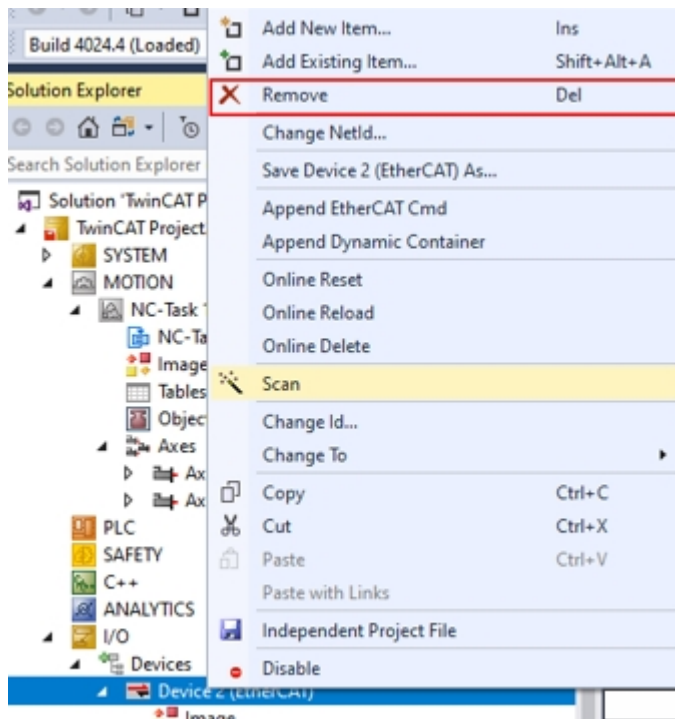 Build 4024.4 (Loaded)
Solution Explorer
Search Solution Explorer
Solution 'TwinCAT P
TwinCAT Project
SYSTEM
MOTION
NC-Task
NC-Ta
Image
Tables
Objec
Axes
Ax
Ax
PLC
SAFETY
C++
ANALYTICS
I/O
Devices
Device 2 (EtherCAT)
Image
Add New Item... Ins
Add Existing Item... Shift+Alt+A
Remove Del
Change NetId...
Save Device 2 (EtherCAT) As...
Append EtherCAT Cmd
Append Dynamic Container
Online Reset
Online Reload
Online Delete
Scan
Change Id...
Change To
Copy Ctrl+C
Cut Ctrl+X
Paste Ctrl+V
Paste with Links
Independent Project File
Disable